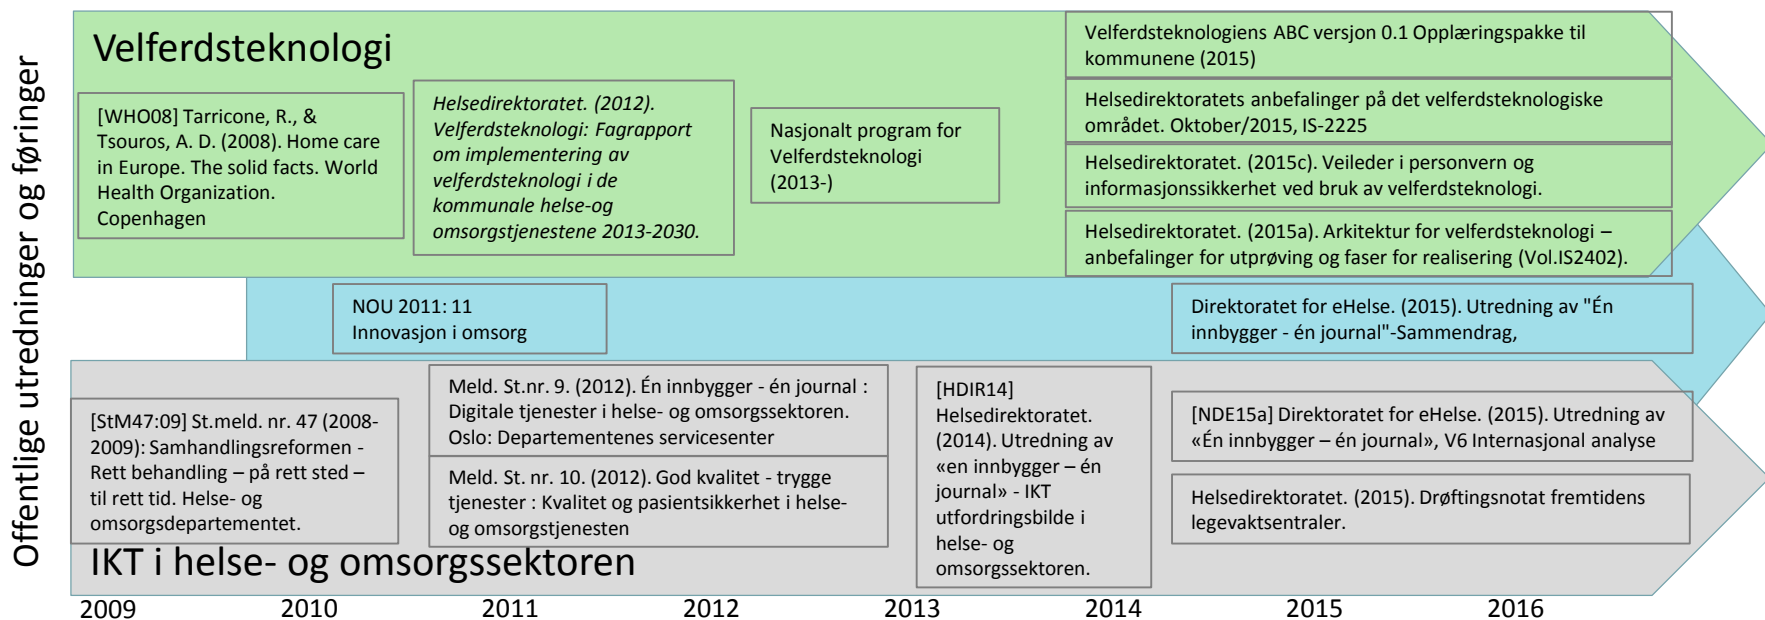 Offentlige utredninger og føringer
Velferdsteknologi
[WHO08] Tarricone, R., &
Tsouros, A. D. (2008). Home care
in Europe. The solid facts. World
Health Organization.
Copenhagen
Helsedirektoratet. (2012).
Velferdsteknologi: Fagrapport
om implementering av
velferdsteknologi i de
kommunale helse-og
omsorgstjenestene 2013-2030.
Nasjonalt program for
Velferdsteknologi
(2013-)
Velferdsteknologiens ABC versjon 0.1 Opplæringspakke til
kommunene (2015)
Helsedirektoratets anbefalinger på det velferdsteknologiske
området. Oktober/2015, IS-2225
Helsedirektoratet. (2015c). Veileder i personvern og
informasjonssikkerhet ved bruk av velferdsteknologi.
Helsedirektoratet. (2015a). Arkitektur for velferdsteknologi –
anbefalinger for utprøving og faser for realisering (Vol.IS2402).
NOU 2011: 11
Innovasjon i omsorg
Direktoratet for eHelse. (2015). Utredning av "Én
innbygger - én journal"-Sammendrag,
[StM47:09] St.meld. nr. 47 (2008-
2009): Samhandlingsreformen -
Rett behandling – på rett sted –
til rett tid. Helse- og
omsorgsdepartementet.
Meld. St.nr. 9. (2012). Én innbygger - én journal :
Digitale tjenester i helse- og omsorgssektoren.
Oslo: Departementenes servicesenter
Meld. St. nr. 10. (2012). God kvalitet - trygge
tjenester : Kvalitet og pasientsikkerhet i helse-
og omsorgstjenesten
[HDIR14]
Helsedirektoratet.
(2014). Utredning av
«en innbygger – én
journal» - IKT
utfordringsbilde i
helse- og
omsorgssektoren.
[NDE15a] Direktoratet for eHelse. (2015). Utredning av
«Én innbygger – én journal», V6 Internasjonal analyse
Helsedirektoratet. (2015). Drøftingsnotat fremtidens
legevaktsentraler.
IKT i helse- og omsorgssektoren
2009 2010 2011 2012 2013 2014 2015 2016